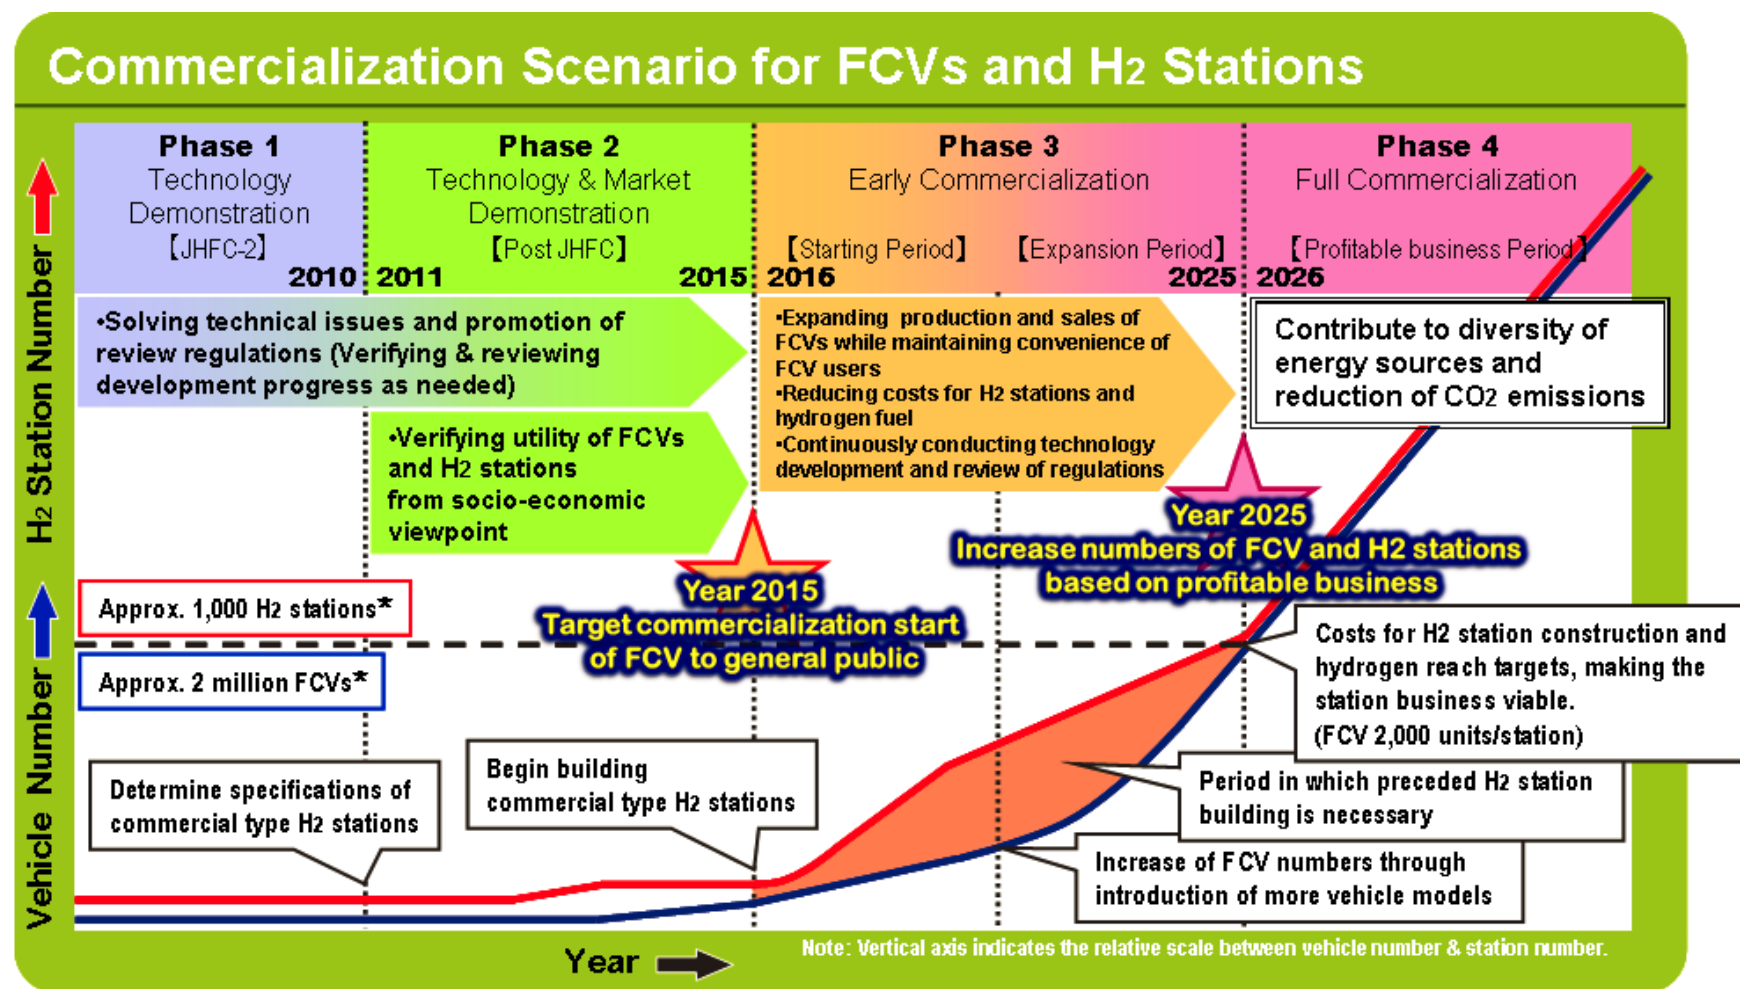 Commercialization Scenario for FCVs and H2 Stations
Phase 1
Technology
Demonstration
【JHFC-2】
2010
Phase 2
Technology & Market
Demonstration
【Post JHFC】
2011
2015
Phase 3
Early Commercialization
【Starting Period】
【Expansion Period】
2016
2025
Phase 4
Full Commercialization
【Profitable business Period】
2026
H2 Station Number
Vehicle Number
•Solving technical issues and promotion of
review regulations (Verifying & reviewing
development progress as needed)
•Verifying utility of FCVs
and H2 stations
from socio-economic
viewpoint
•Expanding production and sales of
FCVs while maintaining convenience of
FCV users
•Reducing costs for H2 stations and
hydrogen fuel
•Continuously conducting technology
development and review of regulations
Contribute to diversity of
energy sources and
reduction of CO2 emissions
Year 2025
Increase numbers of FCV and H2 stations
based on profitable business
Year 2015
Target commercialization start
of FCV to general public
Approx. 1,000 H2 stations*
Approx. 2 million FCVs*
Costs for H2 station construction and
hydrogen reach targets, making the
station business viable.
(FCV 2,000 units/station)
Determine specifications of
commercial type H2 stations
Begin building
commercial type H2 stations
Period in which preceded H2 station
building is necessary
Increase of FCV numbers through
introduction of more vehicle models
Year
Note: Vertical axis indicates the relative scale between vehicle number & station number.